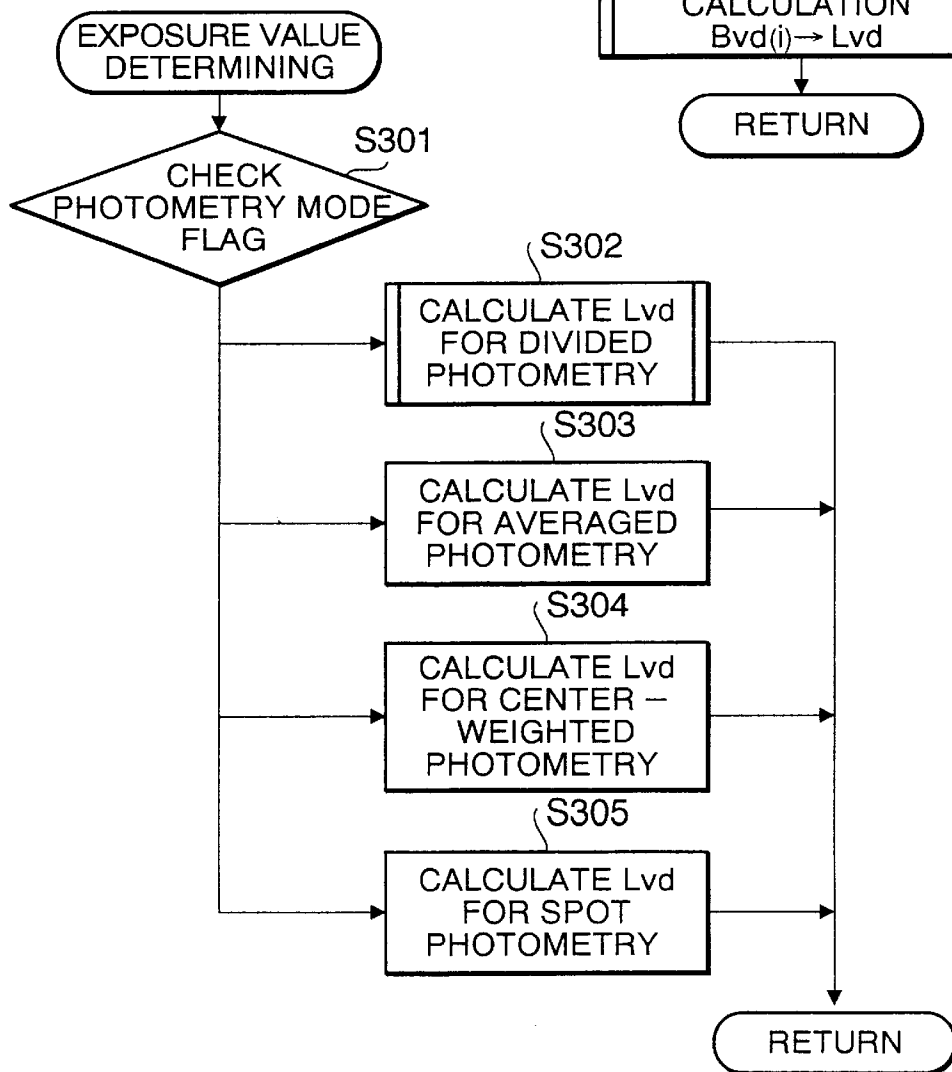 CALCULATION
Bvd(i)→ Lvd
RETURN
EXPOSURE VALUE
DETERMINING
S301
CHECK
PHOTOMETRY MODE
FLAG
S302
CALCULATE Lvd
FOR DIVIDED
PHOTOMETRY
S303
CALCULATE Lvd
FOR AVERAGED
PHOTOMETRY
S304
CALCULATE Lvd
FOR CENTER –
WEIGHTED
PHOTOMETRY
S305
CALCULATE Lvd
FOR SPOT
PHOTOMETRY
RETURN